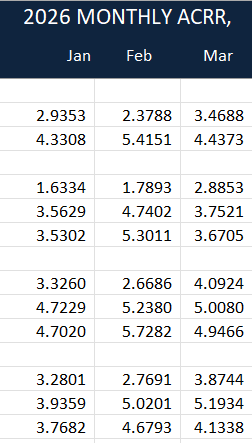 2026 MONTHLY ACRR,
Jan Feb Mar
2.9353 2.3788 3.4688
4.3308 5.4151 4.4373
1.6334 1.7893 2.8853
3.5629 4.7402 3.7521
3.5302 5.3011 3.6705
3.3260 2.6686 4.0924
4.7229 5.2380 5.0080
4.7020 5.7282 4.9466
3.2801 2.7691 3.8744
3.9359 5.0201 5.1934
3.7682 4.6793 4.1338